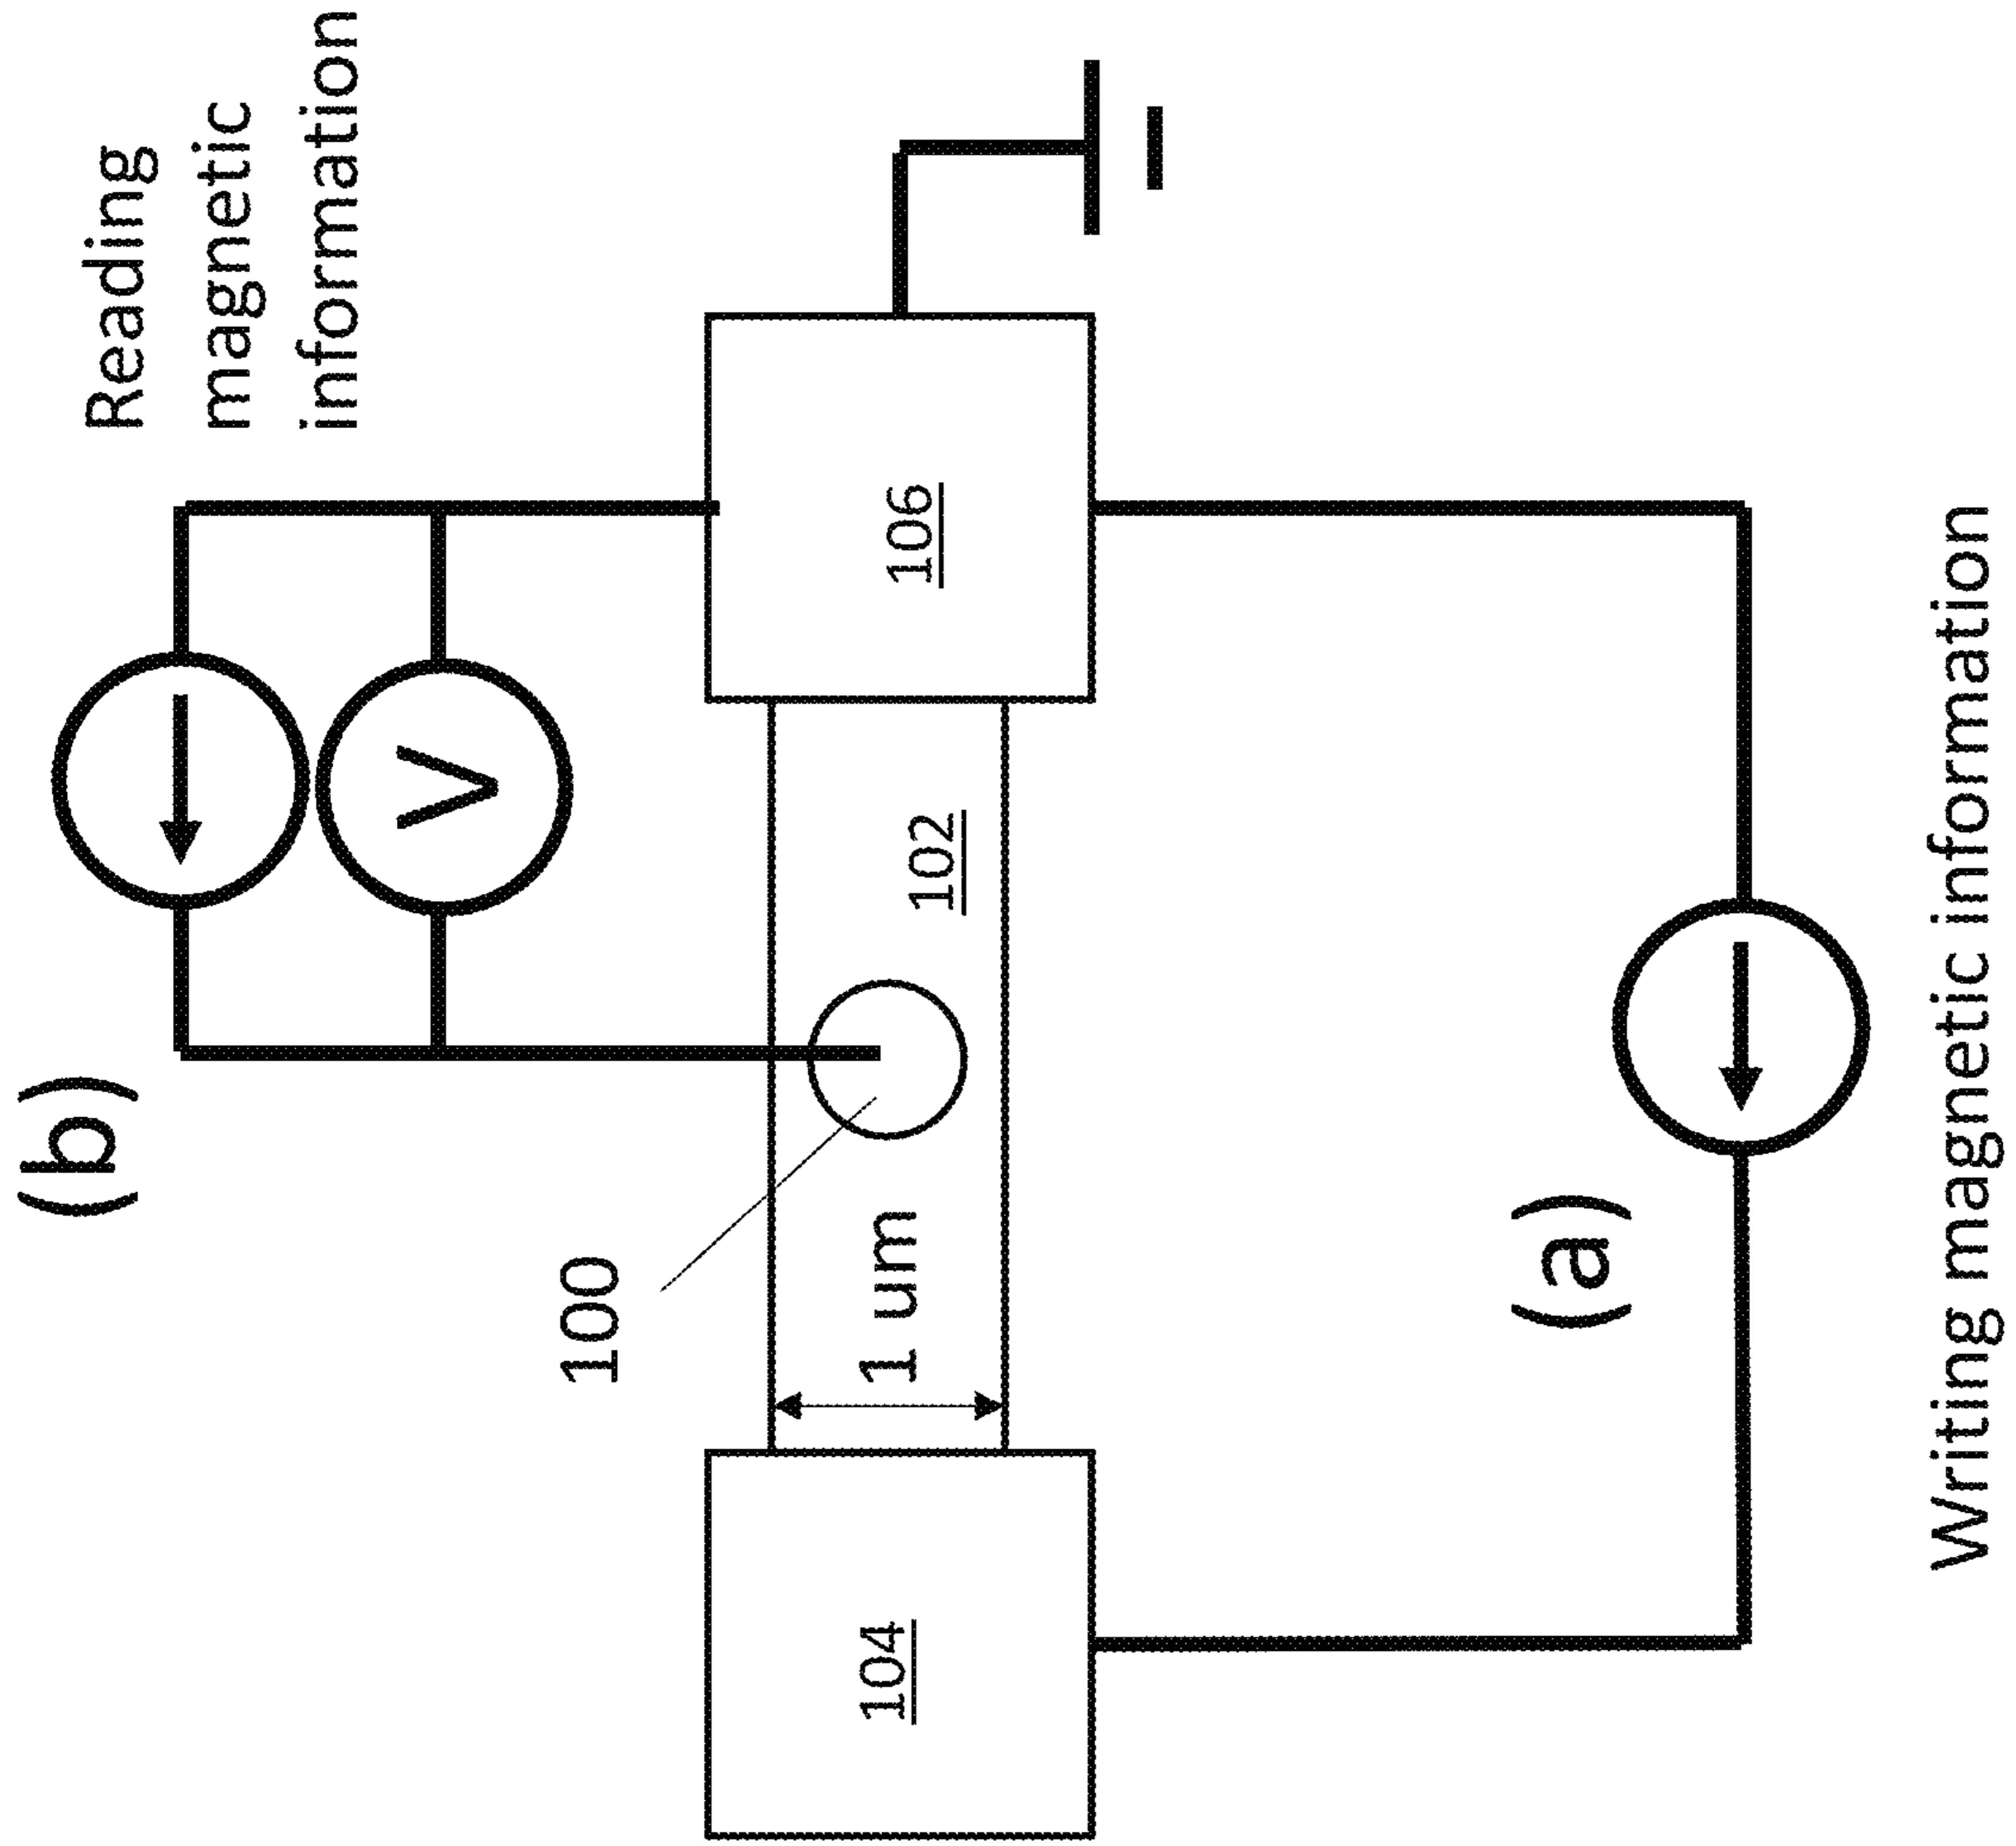 (b)
Reading
magnetic
information
V
100
102
106
104
1 um
(a)
Writing magnetic information